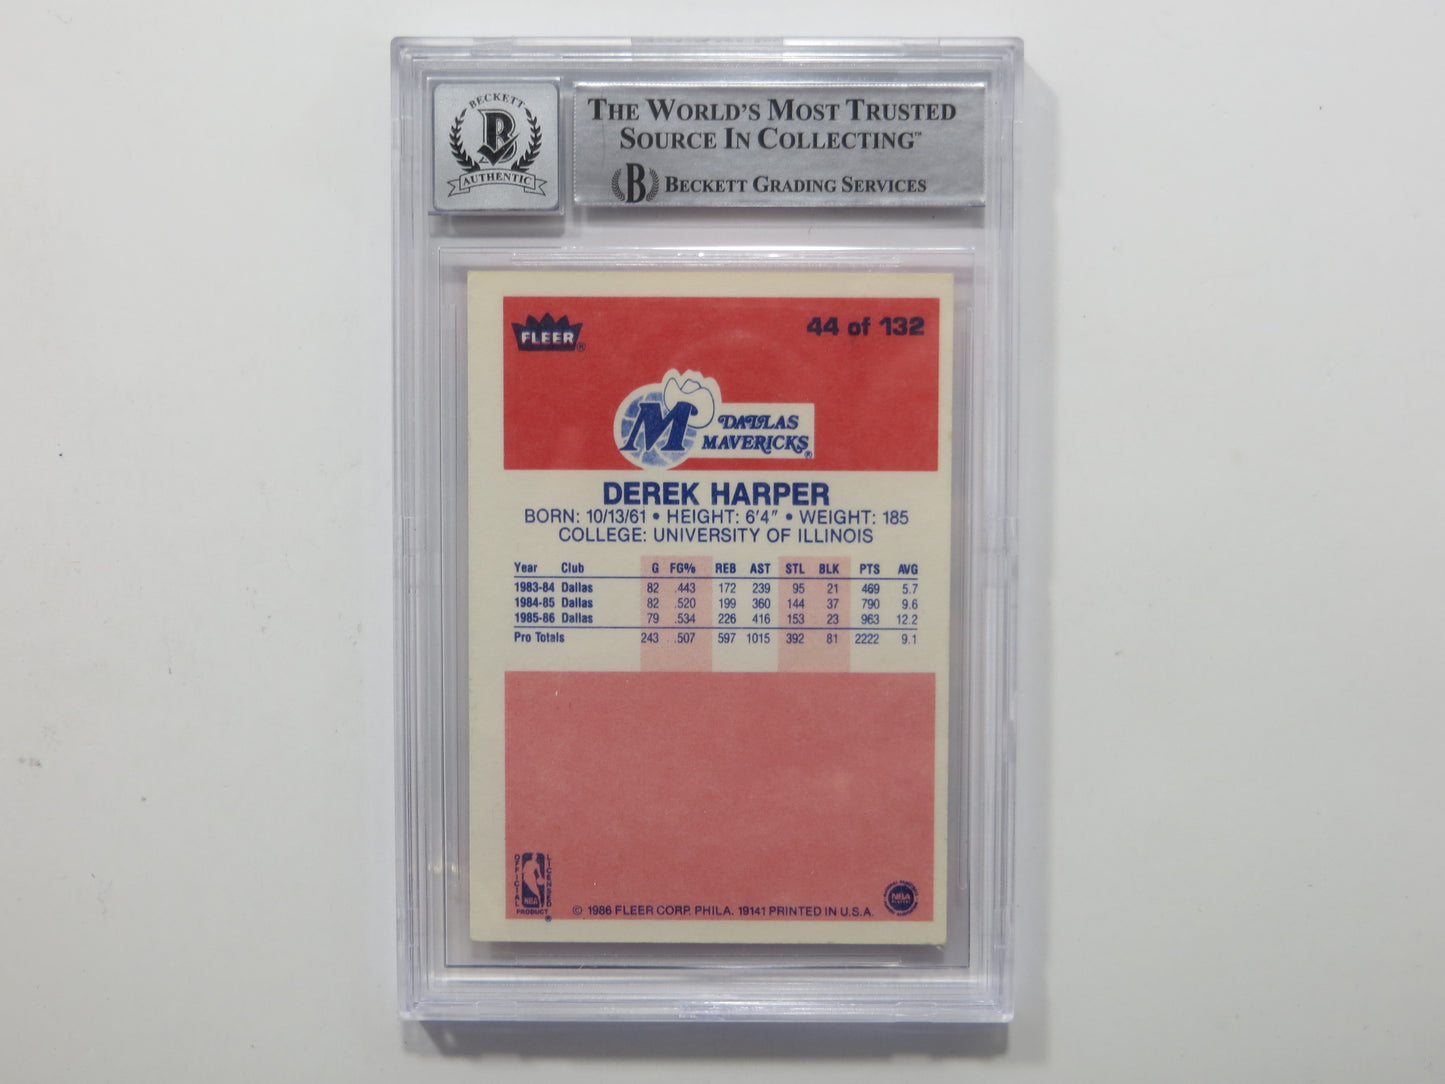 BECKETT
B
AUTHENTIC
THE WORLD'S MOST TRUSTED
SOURCE IN COLLECTING™
B BECKETT GRADING SERVICES
FLEER®
44 of 132
M
DALLAS
MAVERICKS®
DEREK HARPER
BORN: 10/13/61 • HEIGHT: 6'4" • WEIGHT: 185
COLLEGE: UNIVERSITY OF ILLINOIS
Year Club G FG% REB AST STL BLK PTS AVG
1983-84 Dallas 82 .443 172 239 95 21 469 5.7
1984-85 Dallas 82 .520 199 360 144 37 790 9.6
1985-86 Dallas 79 .534 226 416 153 23 963 12.2
Pro Totals 243 .507 597 1015 392 81 2222 9.1
OFFICIAL
LICENSED
NBA
PRODUCT®
© 1986 FLEER CORP. PHILA. 19141 PRINTED IN U.S.A.
NBA